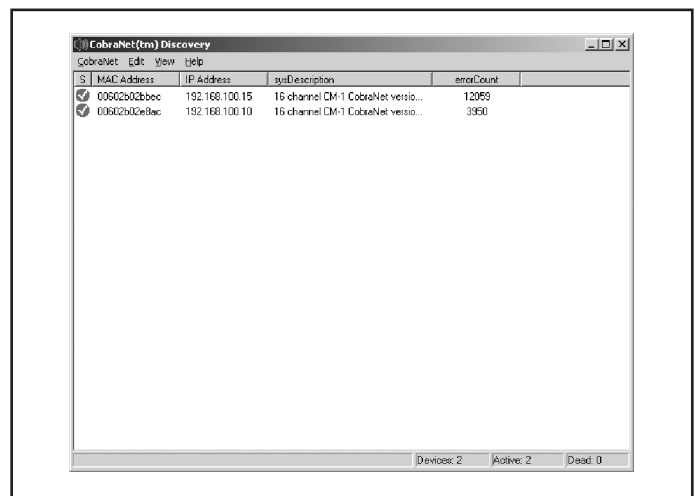 CobraNet(tm) Discovery
CobraNet Edit View Help
S MAC Address IP Address sysDescription errorCount
00602b02bbec 192.168.100.15 16 channel CM-1 CobraNet versio... 12059
00602b02e8ac 192.168.100.10 16 channel CM-1 CobraNet versio... 3950
Devices: 2 Active: 2 Dead: 0